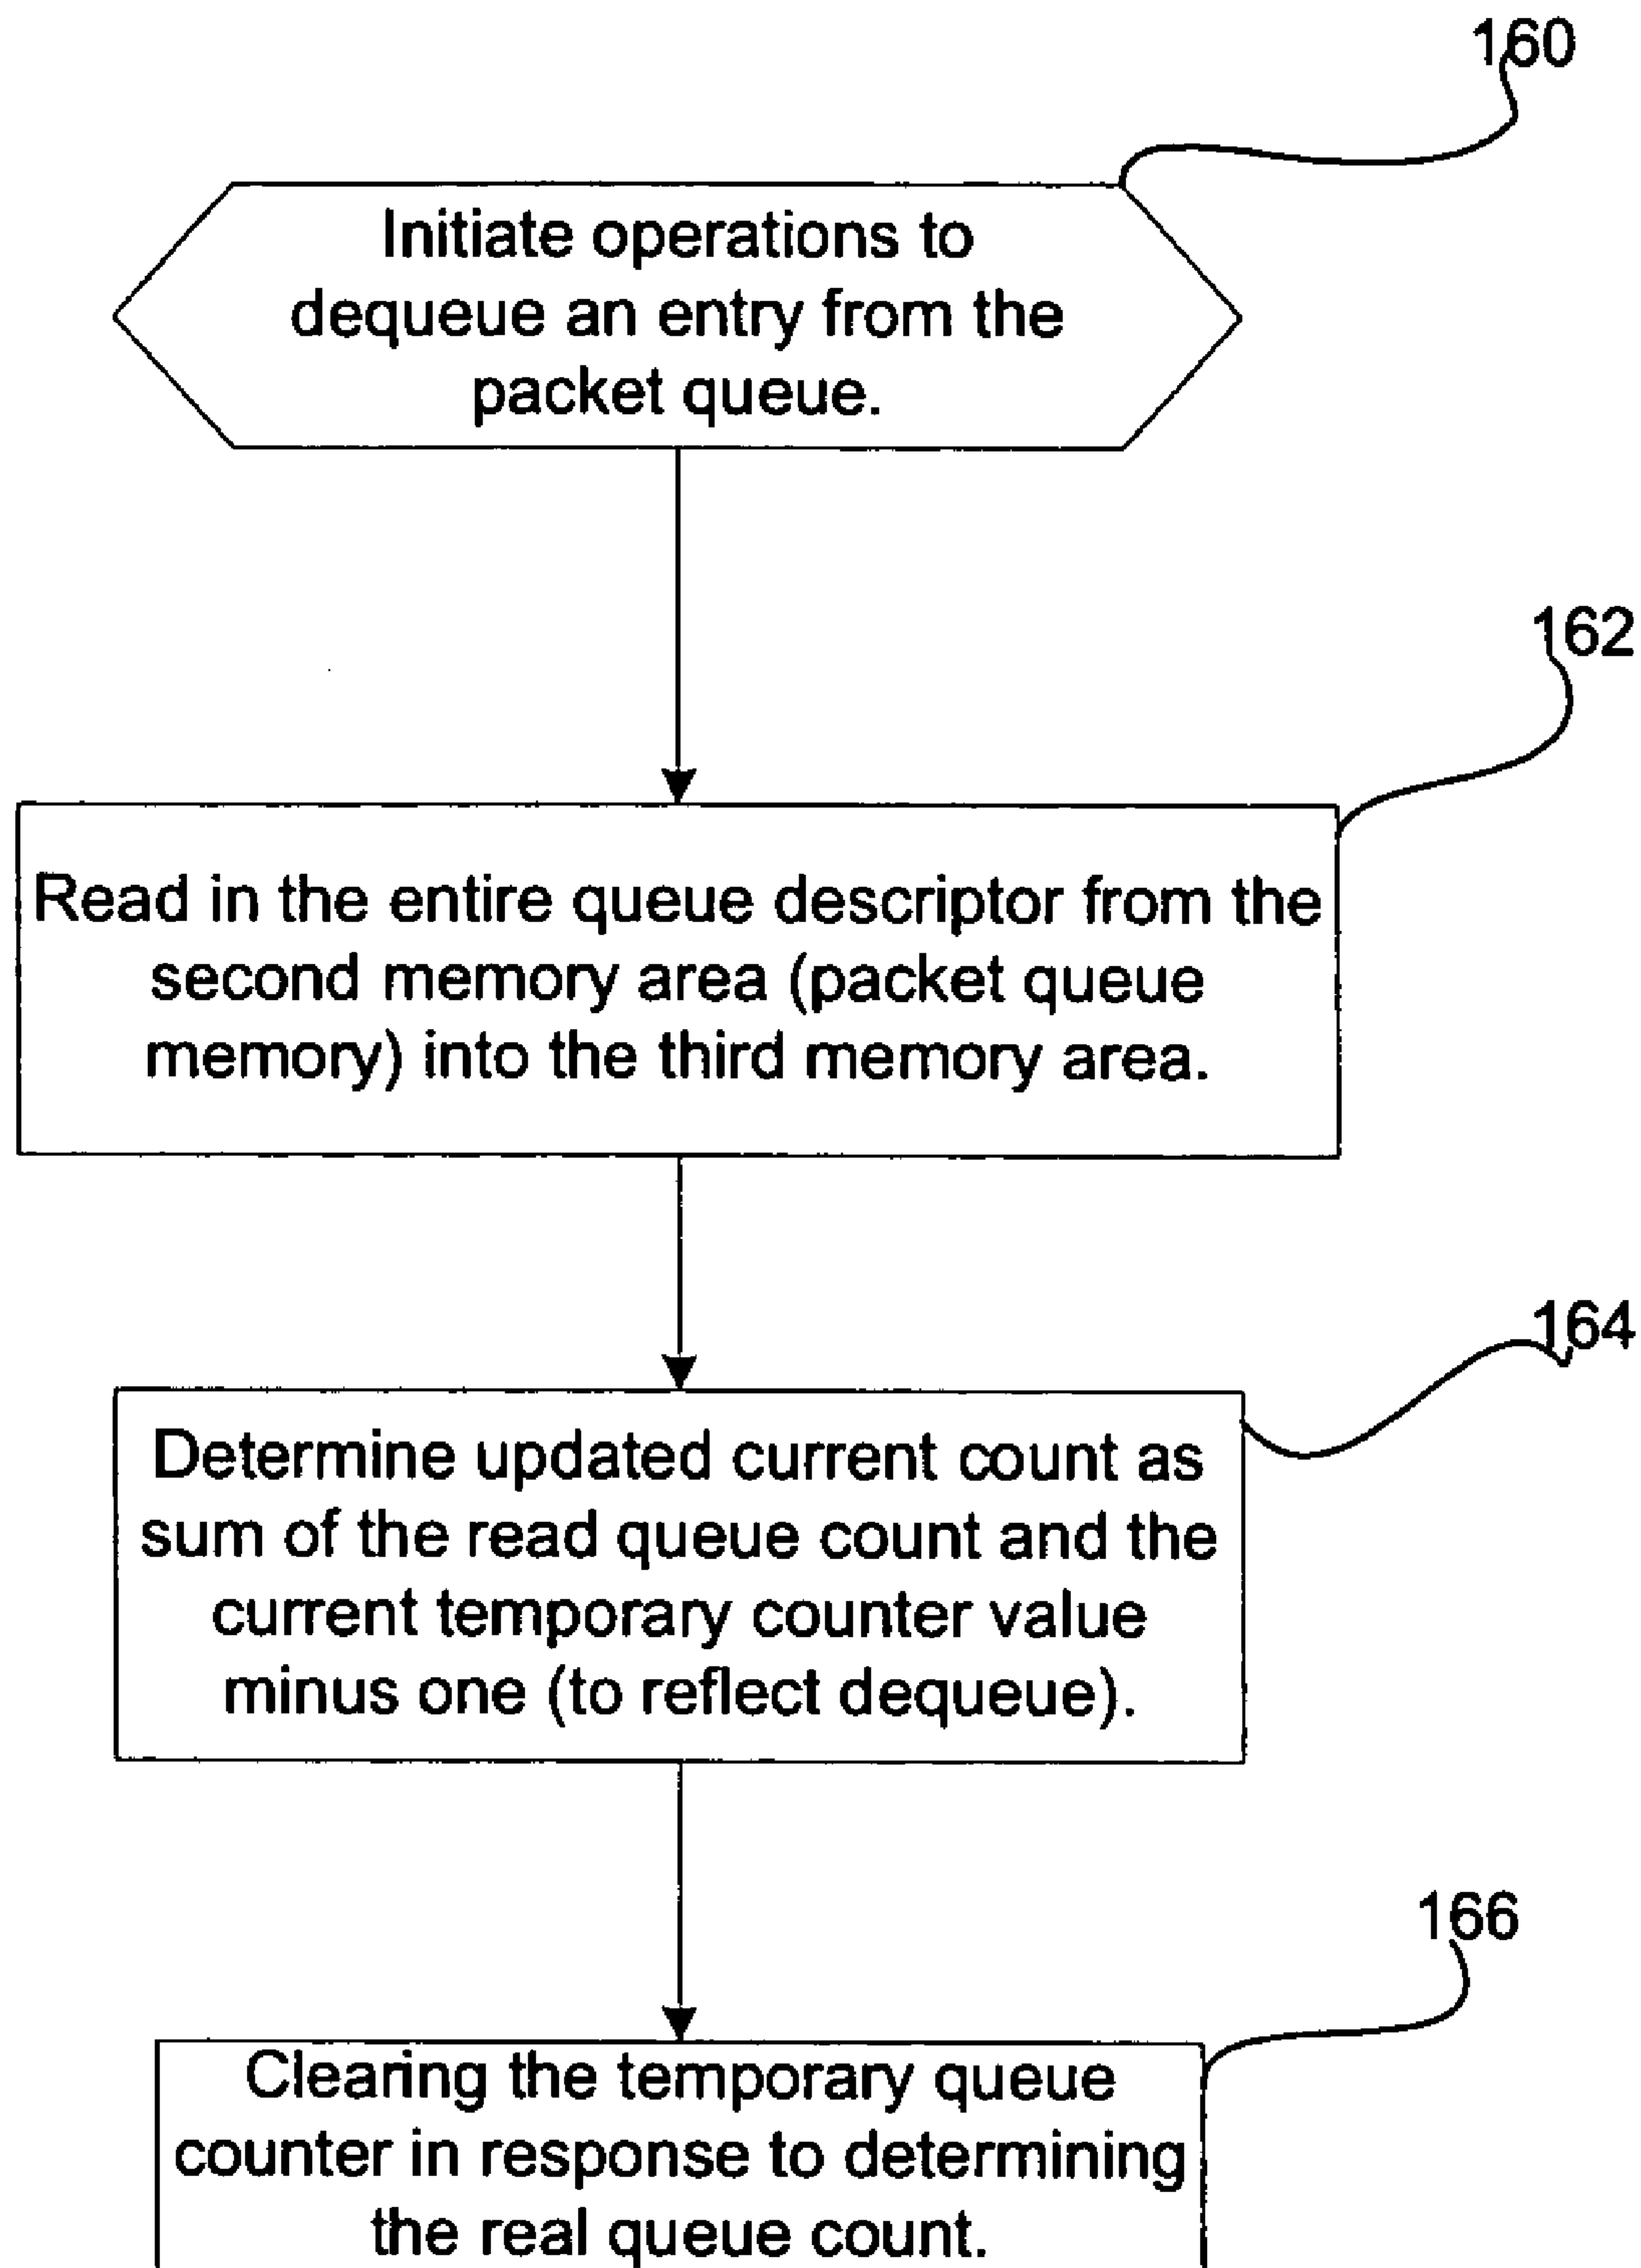 160
Initiate operations to
dequeue an entry from the
packet queue.
162
Read in the entire queue descriptor from the
second memory area (packet queue
memory) into the third memory area.
164
Determine updated current count as
sum of the read queue count and the
current temporary counter value
minus one (to reflect dequeue).
166
Clearing the temporary queue
counter in response to determining
the real queue count.